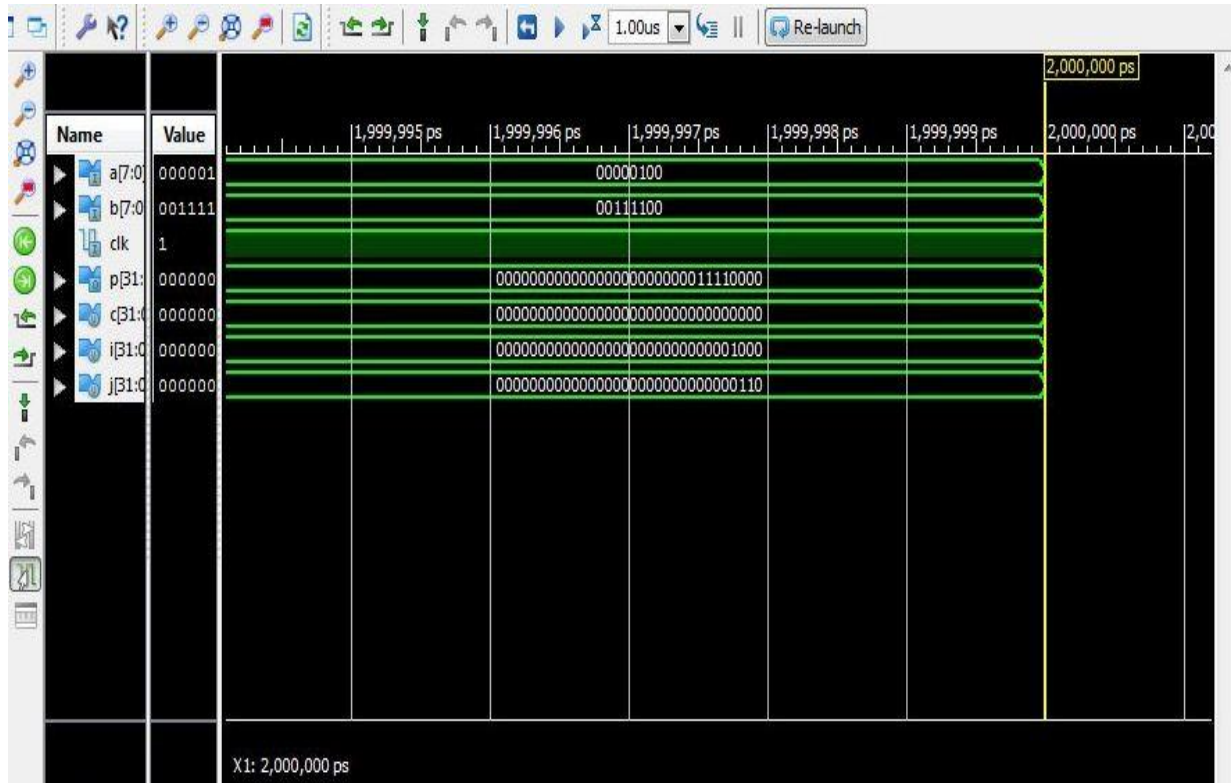 1.00us Re-launch
2,000,000 ps
Name Value 1,999,995 ps 1,999,996 ps 1,999,997 ps 1,999,998 ps 1,999,999 ps 2,000,000 ps 2,00
a[7:0] 000001 00000100
b[7:0 001111 00111100
clk 1
p[31: 000000 00000000000000000000000011110000
c[31:0 000000 00000000000000000000000000000000
i[31:0 000000 00000000000000000000000000001000
j[31:0 000000 00000000000000000000000000000110
X1: 2,000,000 ps